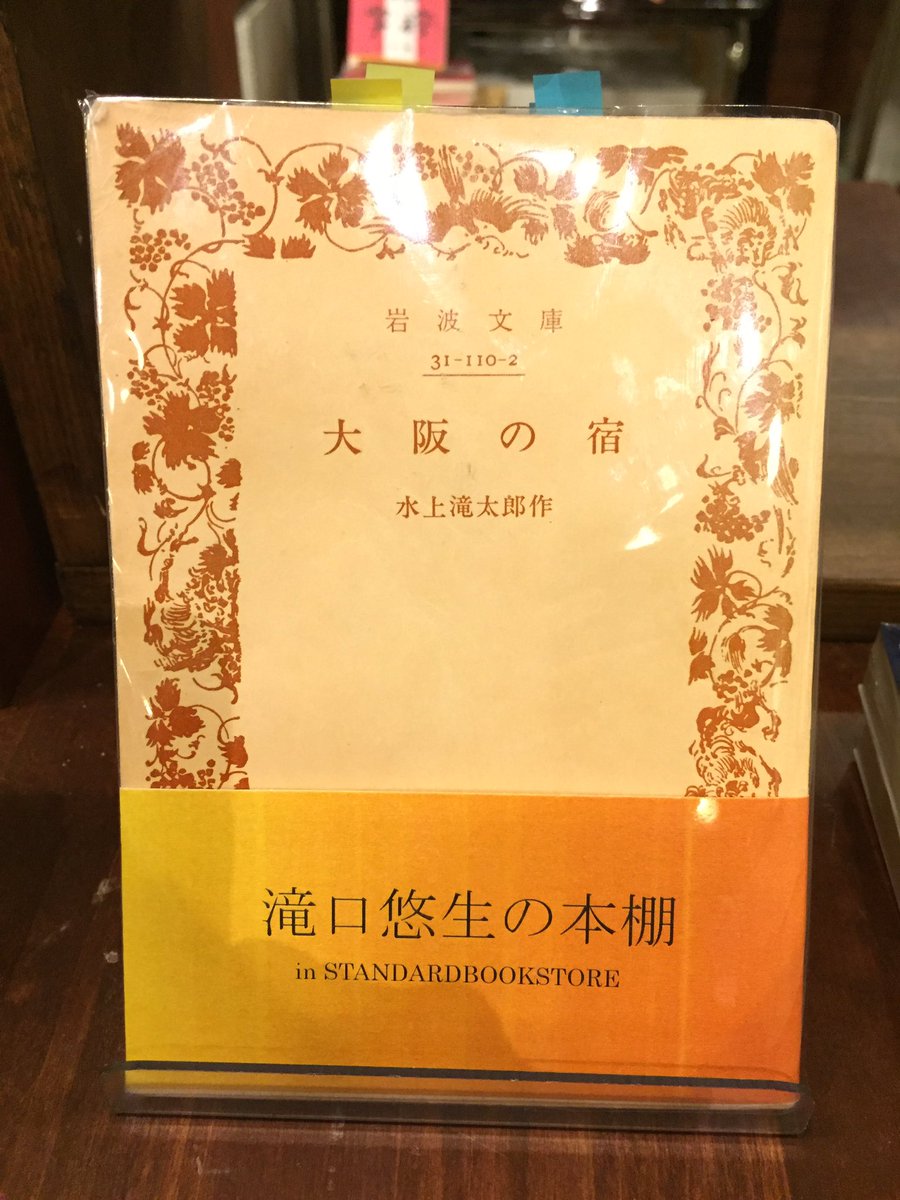 岩波文庫
31-110-2
大阪の宿
水上滝太郎作
滝口悠生の本棚
in STANDARDBOOKSTORE